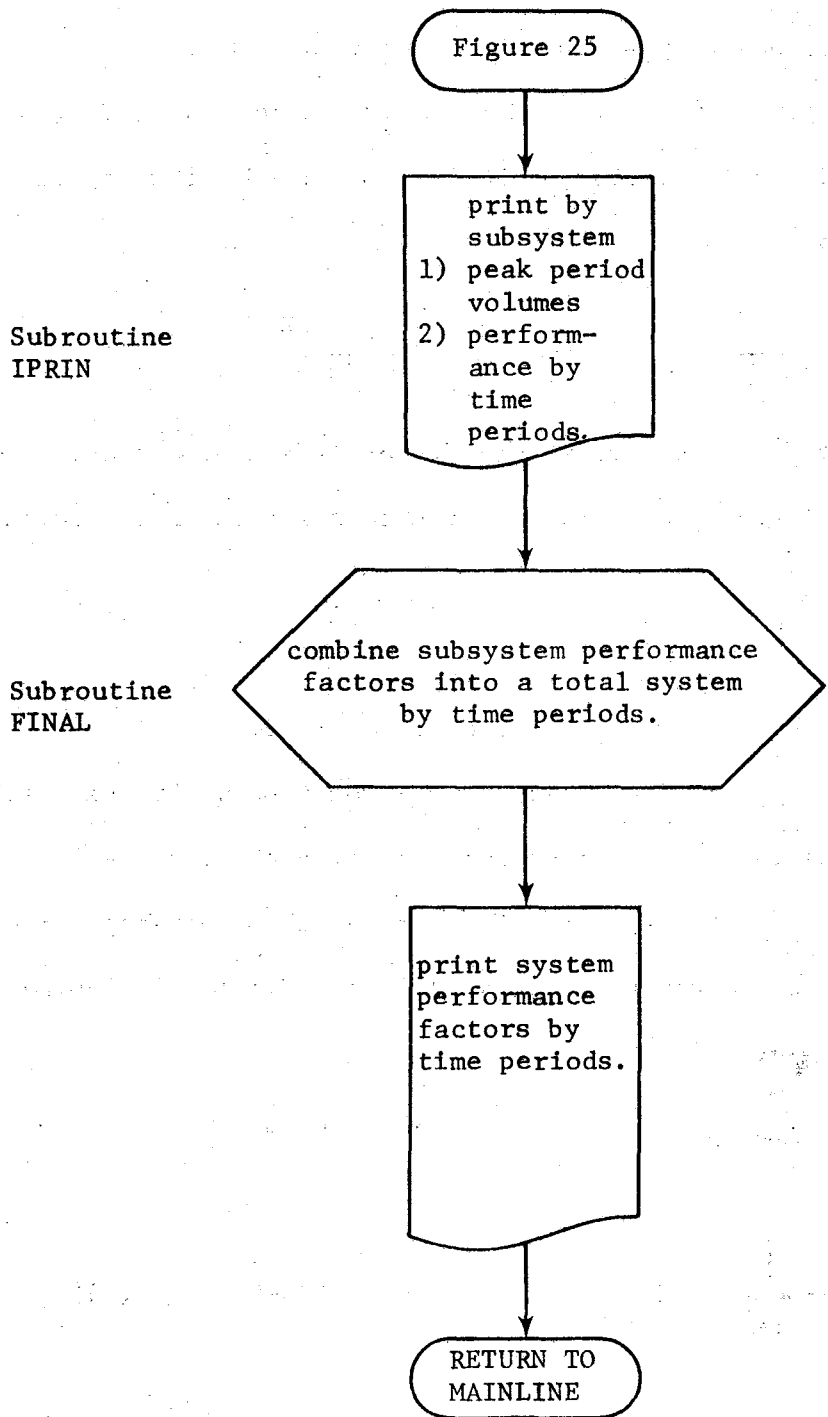 Figure 25
print by
subsystem
1) peak period
volumes
2) perform-
ance by
time
periods.
Subroutine
IPRIN
combine subsystem performance
factors into a total system
by time periods.
Subroutine
FINAL
print system
performance
factors by
time periods.
RETURN TO
MAINLINE